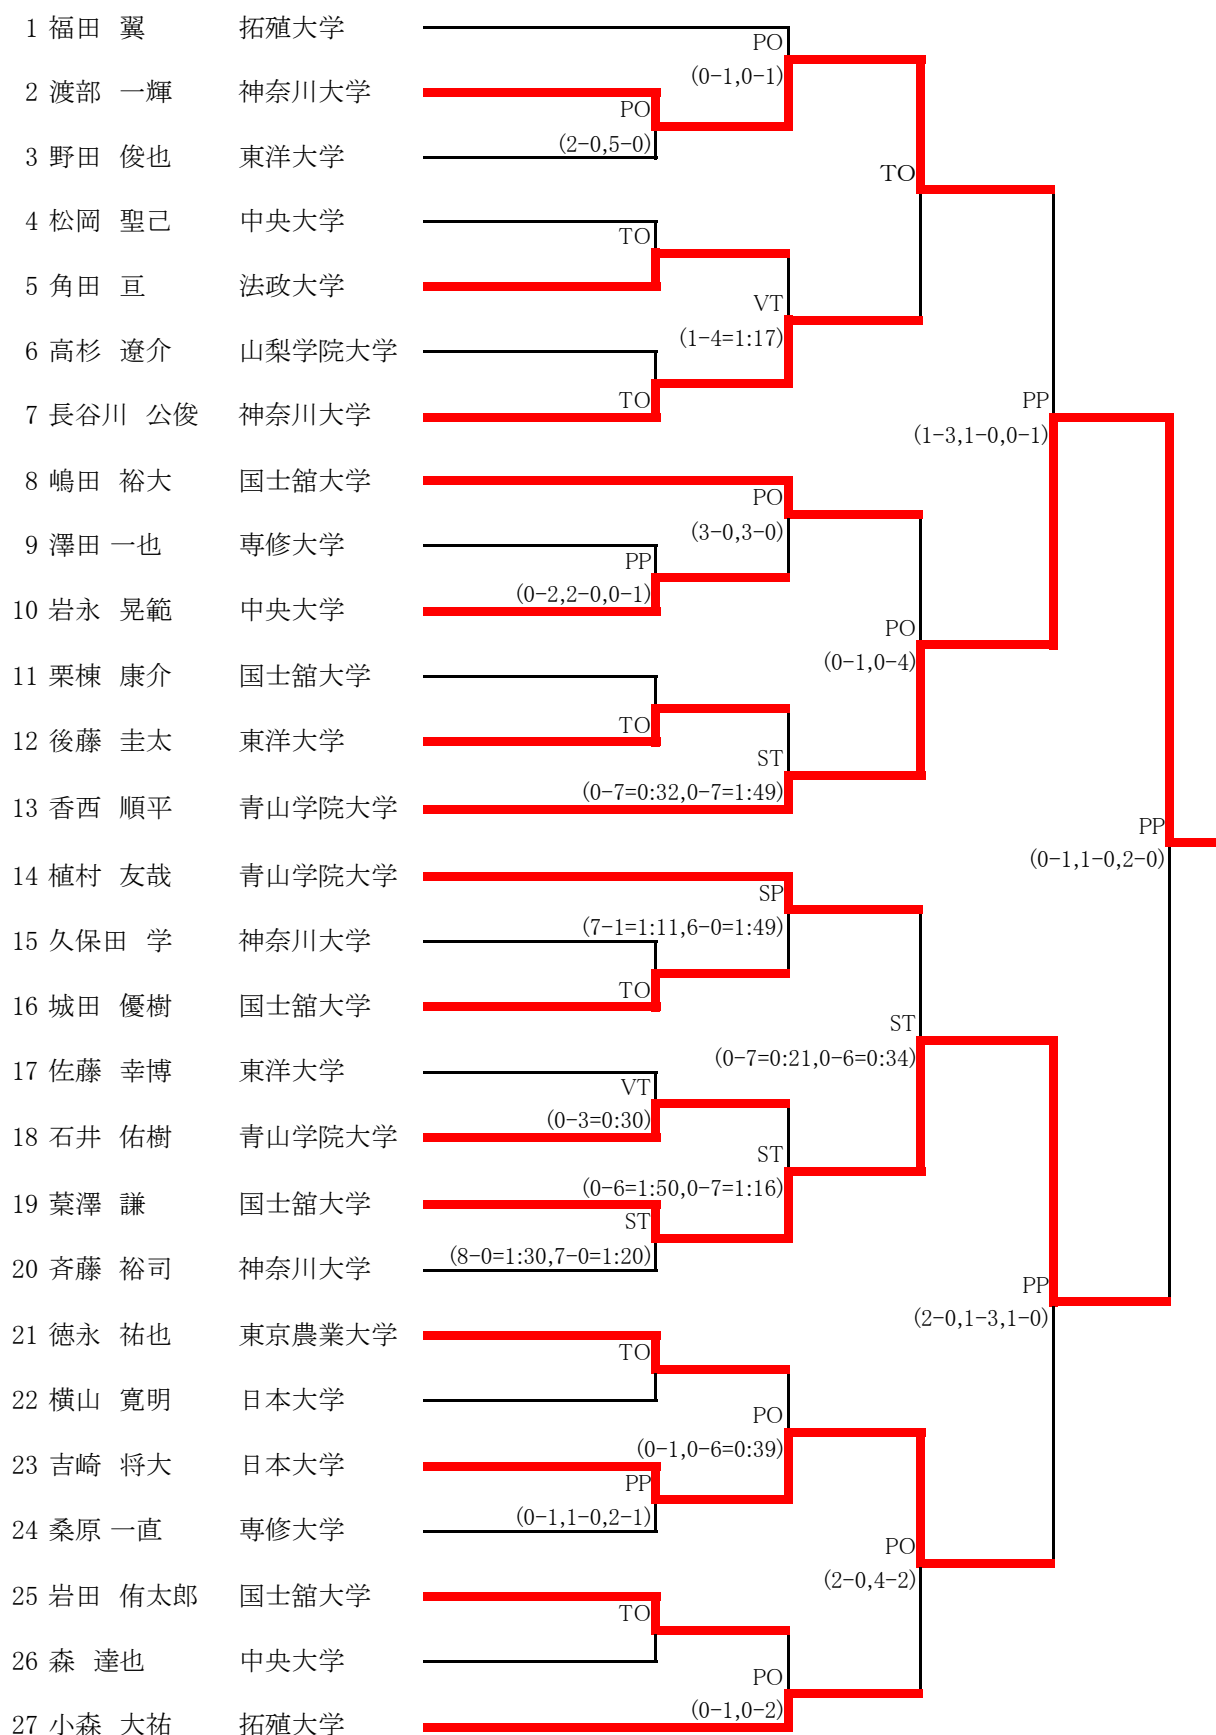 1 福田 翼 拓殖大学
PO
(0-1,0-1)
2 渡部 一輝 神奈川大学
PO
(2-0,5-0)
3 野田 俊也 東洋大学
TO
4 松岡 聖己 中央大学
TO
5 角田 亘 法政大学
VT
(1-4=1:17)
6 高杉 遼介 山梨学院大学
TO
7 長谷川 公俊 神奈川大学
PP
(1-3,1-0,0-1)
8 嶋田 裕大 国士舘大学
PO
(3-0,3-0)
9 澤田 一也 専修大学
PP
(0-2,2-0,0-1)
10 岩永 晃範 中央大学
PO
(0-1,0-4)
11 栗棟 康介 国士舘大学
TO
12 後藤 圭太 東洋大学
ST
(0-7=0:32,0-7=1:49)
13 香西 順平 青山学院大学
PP
(0-1,1-0,2-0)
14 植村 友哉 青山学院大学
SP
(7-1=1:11,6-0=1:49)
15 久保田 学 神奈川大学
TO
16 城田 優樹 国士舘大学
ST
(0-7=0:21,0-6=0:34)
17 佐藤 幸博 東洋大学
VT
(0-3=0:30)
18 石井 佑樹 青山学院大学
ST
(0-6=1:50,0-7=1:16)
19 葉澤 謙 国士舘大学
ST
(8-0=1:30,7-0=1:20)
20 斉藤 裕司 神奈川大学
PP
(2-0,1-3,1-0)
21 徳永 祐也 東京農業大学
TO
22 横山 寛明 日本大学
PO
(0-1,0-6=0:39)
23 吉崎 将大 日本大学
PP
(0-1,1-0,2-1)
24 桑原 一直 専修大学
PO
(2-0,4-2)
25 岩田 侑太郎 国士舘大学
TO
26 森 達也 中央大学
PO
(0-1,0-2)
27 小森 大祐 拓殖大学